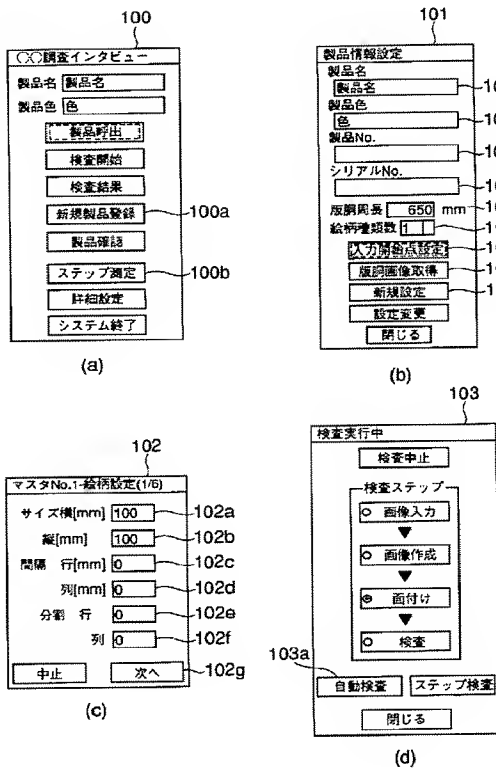 100
〇〇調査インタビュー
製品名 製品名
製品色 色
製品呼出
検査開始
検査結果
新規製品登録
100a
製品確認
ステップ測定
100b
詳細設定
システム終了
(a)
101
製品情報設定
製品名
製品名
製品色
色
製品No.
シリアルNo.
版胴周長 650 mm
絵柄種類数 1
入力開始点設定
版胴画像取得
新規設定
設定変更
閉じる
(b)
102
マスタNo.1-絵柄設定(1/6)
サイズ横[mm] 100 102a
縦[mm] 100 102b
間隔 行[mm] 0 102c
列[mm] 0 102d
分割 行 0 102e
列 0 102f
中止 次へ 102g
(c)
103
検査実行中
検査中止
検査ステップ
画像入力
画像作成
面付け
検査
103a
自動検査 ステップ検査
閉じる
(d)